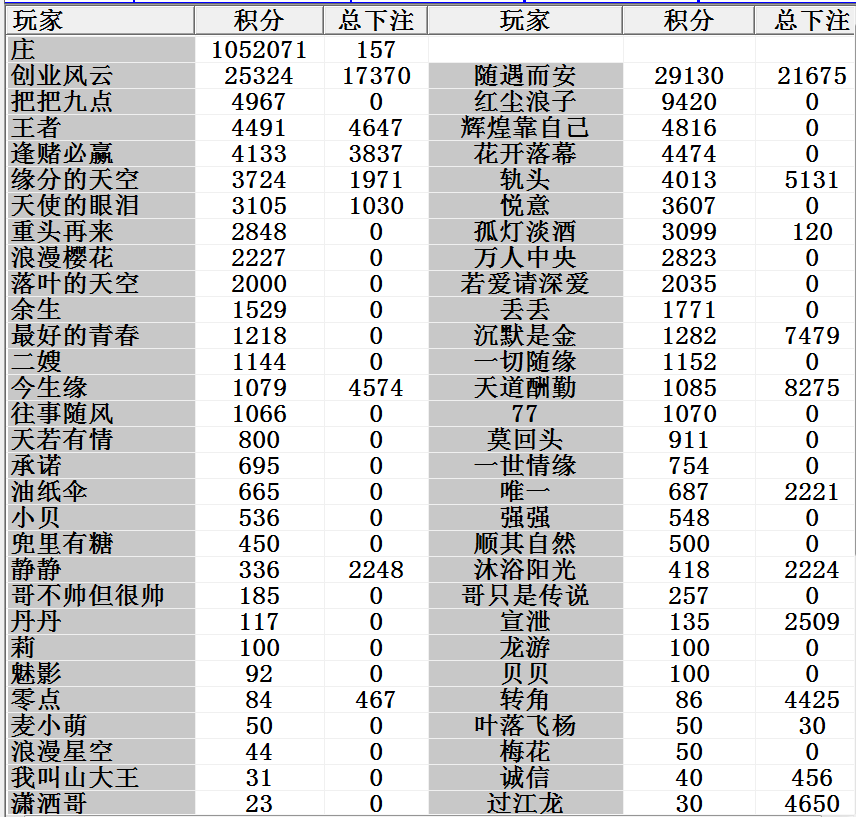 玩家 积分 总下注 玩家 积分 总下注
庄 1052071 157
创业风云 25324 17370 随遇而安 29130 21675
把把九点 4967 0 红尘浪子 9420 0
王者 4491 4647 辉煌靠自己 4816 0
逢赌必赢 4133 3837 花开落幕 4474 0
缘分的天空 3724 1971 轨头 4013 5131
天使的眼泪 3105 1030 悦意 3607 0
重头再来 2848 0 孤灯淡酒 3099 120
浪漫樱花 2227 0 万人中央 2823 0
落叶的天空 2000 0 若爱请深爱 2035 0
余生 1529 0 丢丢 1771 0
最好的青春 1218 0 沉默是金 1282 7479
二嫂 1144 0 一切随缘 1152 0
今生缘 1079 4574 天道酬勤 1085 8275
往事随风 1066 0 77 1070 0
天若有情 800 0 莫回头 911 0
承诺 695 0 一世情缘 754 0
油纸伞 665 0 唯一 687 2221
小贝 536 0 强强 548 0
兜里有糖 450 0 顺其自然 500 0
静静 336 2248 沐浴阳光 418 2224
哥不帅但很帅 185 0 哥只是传说 257 0
丹丹 117 0 宣泄 135 2509
莉 100 0 龙游 100 0
魅影 92 0 贝贝 100 0
零点 84 467 转角 86 4425
麦小萌 50 0 叶落飞杨 50 30
浪漫星空 44 0 梅花 50 0
我叫山大王 31 0 诚信 40 456
潇洒哥 23 0 过江龙 30 4650